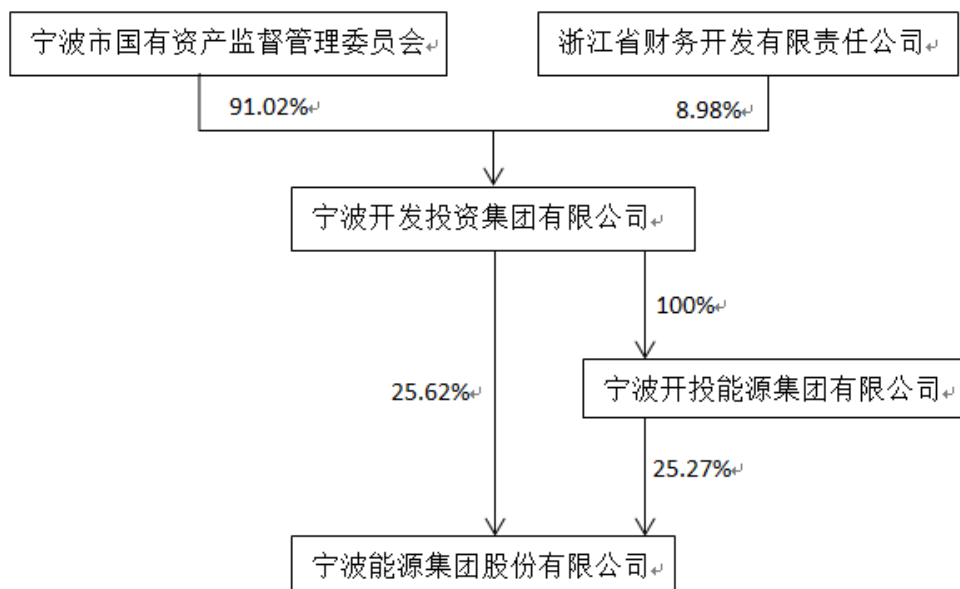 宁波市国有资产监督管理委员会
浙江省财务开发有限责任公司
91.02%
8.98%
宁波开发投资集团有限公司
100%
25.62%
宁波开投能源集团有限公司
25.27%
宁波能源集团股份有限公司